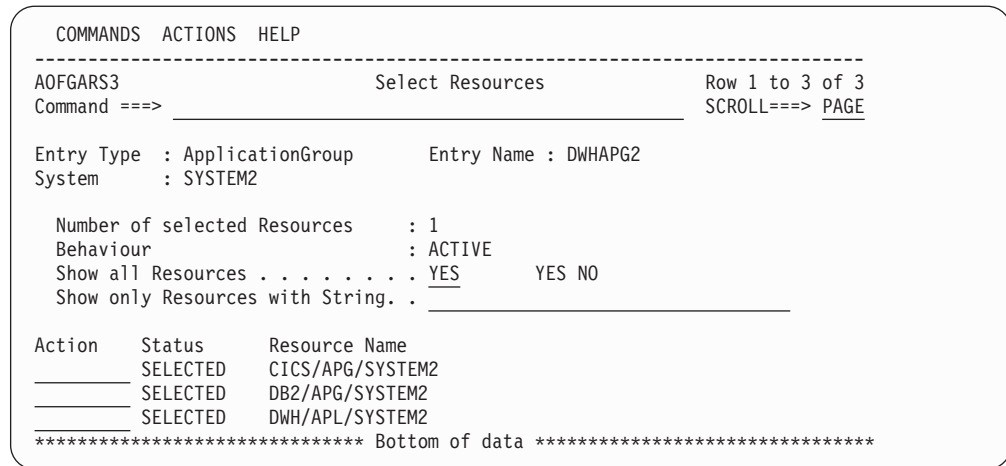 COMMANDS ACTIONS HELP
------------------------------------------------------------------------------
AOFGARS3 Select Resources Row 1 to 3 of 3
Command ===> SCROLL===> PAGE
Entry Type : ApplicationGroup Entry Name : DWHAPG2
System : SYSTEM2
Number of selected Resources : 1
Behaviour : ACTIVE
Show all Resources . . . . . . . . YES YES NO
Show only Resources with String. .
Action Status Resource Name
SELECTED CICS/APG/SYSTEM2
SELECTED DB2/APG/SYSTEM2
SELECTED DWH/APL/SYSTEM2
******************************* Bottom of data ********************************